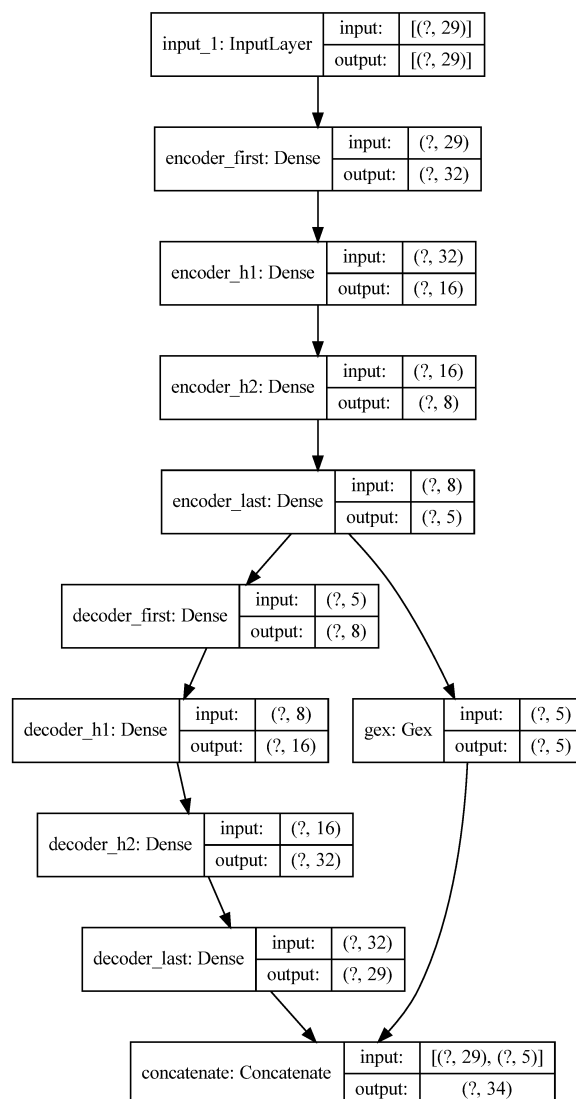 input_1: InputLayer
input: [(?, 29)]
output: [(?, 29)]
encoder_first: Dense
input: (?, 29)
output: (?, 32)
encoder_h1: Dense
input: (?, 32)
output: (?, 16)
encoder_h2: Dense
input: (?, 16)
output: (?, 8)
encoder_last: Dense
input: (?, 8)
output: (?, 5)
decoder_first: Dense
input: (?, 5)
output: (?, 8)
decoder_h1: Dense
input: (?, 8)
output: (?, 16)
gex: Gex
input: (?, 5)
output: (?, 5)
decoder_h2: Dense
input: (?, 16)
output: (?, 32)
decoder_last: Dense
input: (?, 32)
output: (?, 29)
concatenate: Concatenate
input: [(?, 29), (?, 5)]
output: (?, 34)